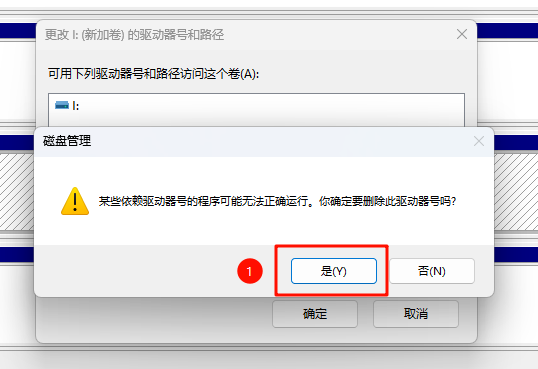 更改 I: (新加卷) 的驱动器号和路径
可用下列驱动器号和路径访问这个卷(A):
I:
磁盘管理
某些依赖驱动器号的程序可能无法正确运行。你确定要删除此驱动器号吗?
1
是(Y)
否(N)
确定
取消